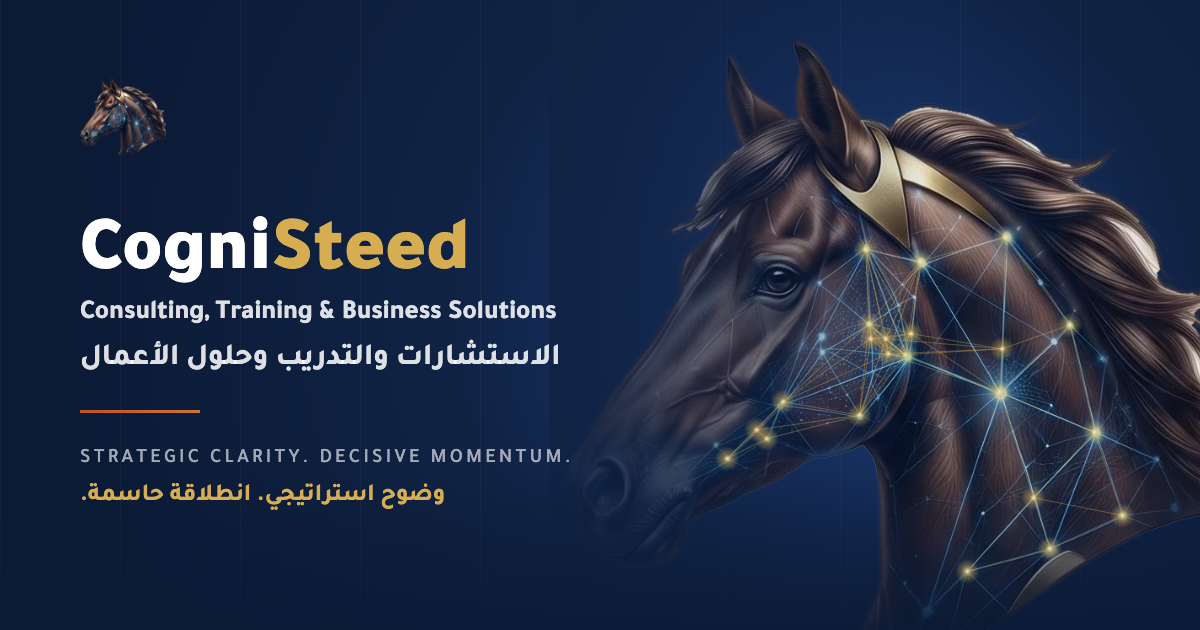 CogniSteed
Consulting, Training & Business Solutions
الاستشارات والتدريب وحلول الأعمال
STRATEGIC CLARITY. DECISIVE MOMENTUM.
وضوح استراتيجي. انطلاقة حاسمة.